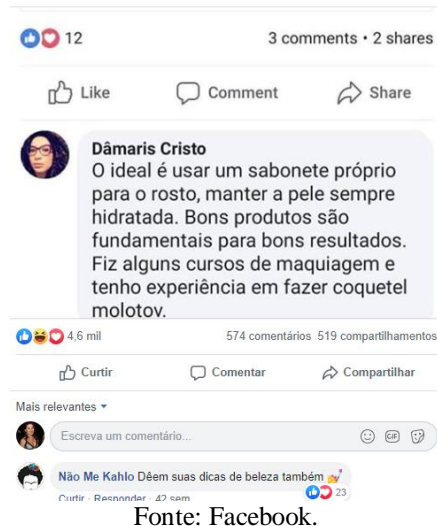 12 3 comments • 2 shares
Like Comment Share
Dâmaris Cristo
O ideal é usar um sabonete próprio
para o rosto, manter a pele sempre
hidratada. Bons produtos são
fundamentais para bons resultados.
Fiz alguns cursos de maquiagem e
tenho experiência em fazer coquetel
molotov.
4,6 mil 574 comentários 519 compartilhamentos
Curtir Comentar Compartilhar
Mais relevantes
Escreva um comentário... GIF
Não Me Kahlo Dêem suas dicas de beleza também 💅
Curtir · Responder · 42 sem 23
Fonte: Facebook.